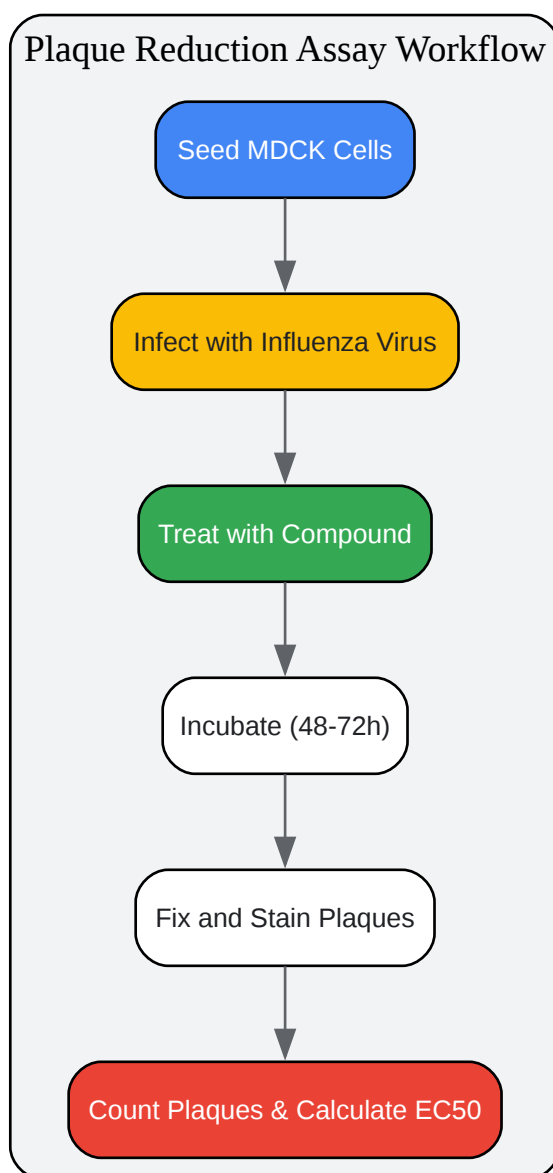 Plaque Reduction Assay Workflow
Seed MDCK Cells
Infect with Influenza Virus
Treat with Compound
Incubate (48-72h)
Fix and Stain Plaques
Count Plaques & Calculate EC50